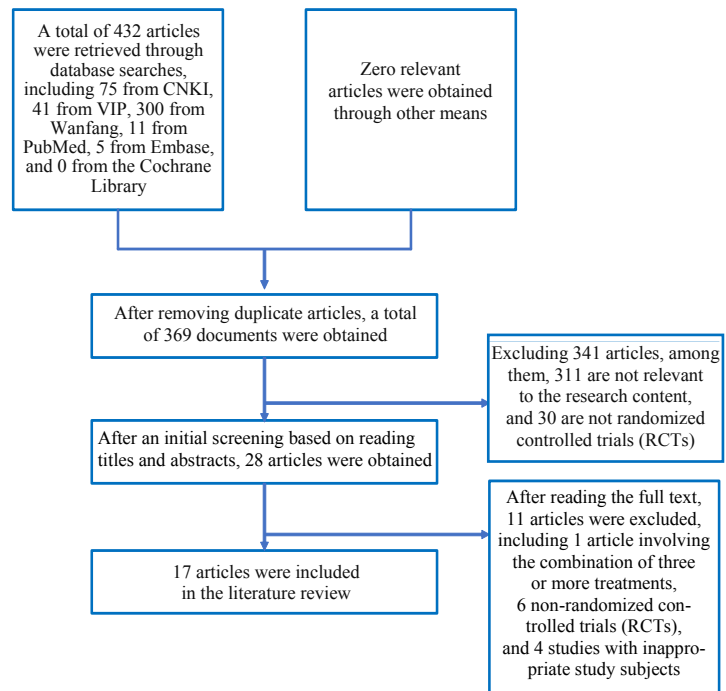 A total of 432 articles
were retrieved through
database searches,
including 75 from CNKI,
41 from VIP, 300 from
Wanfang, 11 from
PubMed, 5 from Embase,
and 0 from the Cochrane
Library
Zero relevant
articles were obtained
through other means
After removing duplicate articles, a total
of 369 documents were obtained
Excluding 341 articles, among
them, 311 are not relevant
to the research content,
and 30 are not randomized
controlled trials (RCTs)
After an initial screening based on reading
titles and abstracts, 28 articles were obtained
After reading the full text,
11 articles were excluded,
including 1 article involving
the combination of three
or more treatments,
6 non-randomized con-
trolled trials (RCTs),
and 4 studies with inappro-
priate study subjects
17 articles were included
in the literature review